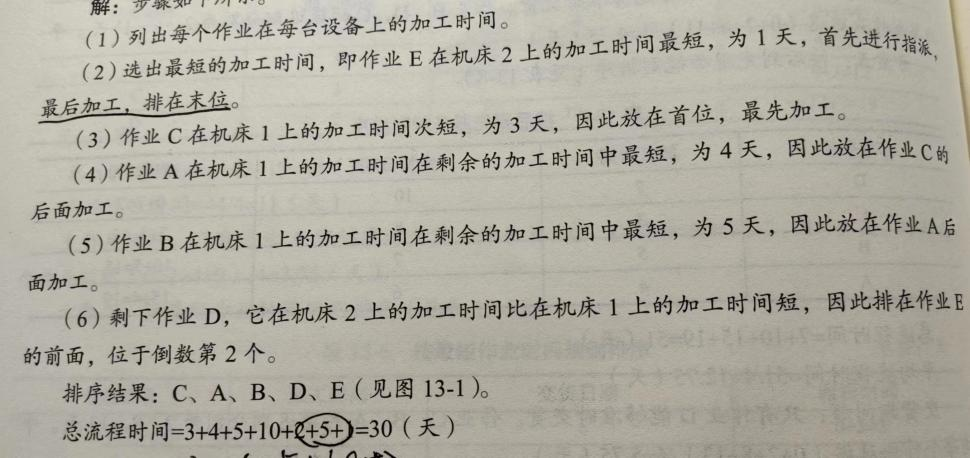 解：步骤如下所示。
(1) 列出每个作业在每台设备上的加工时间。
(2) 选出最短的加工时间，即作业 E 在机床 2 上的加工时间最短，为 1 天，首先进行指派，
最后加工，排在末位。
(3) 作业 C 在机床 1 上的加工时间次短，为 3 天，因此放在首位，最先加工。
(4) 作业 A 在机床 1 上的加工时间在剩余的加工时间中最短，为 4 天，因此放在作业 C 的
后面加工。
(5) 作业 B 在机床 1 上的加工时间在剩余的加工时间中最短，为 5 天，因此放在作业 A 后
面加工。
(6) 剩下作业 D，它在机床 2 上的加工时间比在机床 1 上的加工时间短，因此排在作业 E
的前面，位于倒数第 2 个。
排序结果：C、A、B、D、E（见图 13-1）。
总流程时间=3+4+5+10+2+5+1=30（天）